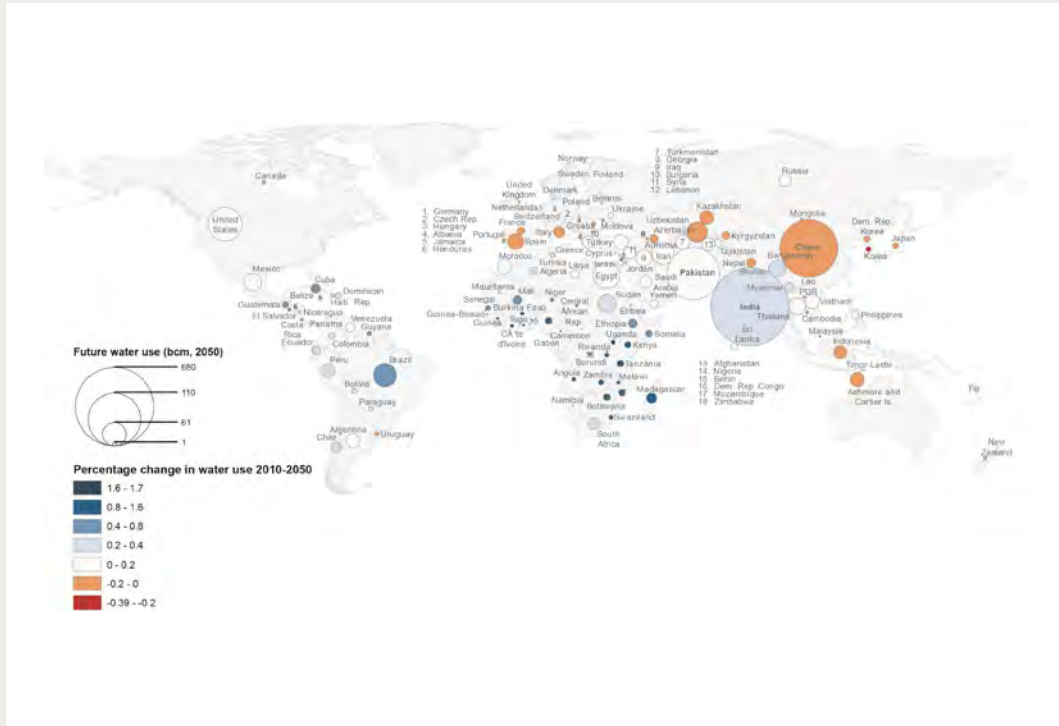 Norway
Sweden Finland
United
Kingdom
Denmark
Netherlands
Poland
Belarus
Switzerland 2
Ukraine
France
Croatia
Moldova
Portugal
Spain
Italy
Canada
United
States
1. Germany
2. Czech Rep.
3. Hungary
4. Albania
5. Jamaica
6. Honduras
7. Turkmenistan
8. Georgia
9. Iraq
10. Bulgaria
11. Syria
12. Lebanon
Russia
Kazakhstan
Uzbekistan
Azerbaijan
Armenia
7
13
Kyrgyzstan
Tajikistan
Mongolia
China
Dem. Rep.
Korea
Japan
Korea
Turkey
Greece
Cyprus
11
9
Iran
Israel
Jordan
Tunisia
Morocco
Algeria
Libya
Egypt
Saudi
Arabia
Yemen
Pakistan
Nepal
Bhutan
Bangladesh
Myanmar
India
Lao
PDR
Thailand
Vietnam
Cambodia
Philippines
Sri
Lanka
Malaysia
Indonesia
Timor-Leste
Ashmore and
Cartier Is.
Mexico
Cuba
Dominican
Rep.
Haiti
Belize
Guatemala
El Salvador
Nicaragua
Costa
Rica
Panama
Venezuela
Guyana
Colombia
Ecuador
Peru
Brazil
Bolivia
Paraguay
Argentina
Chile
Uruguay
Mauritania
Mali
Niger
Senegal
Guinea-Bissau
Guinea
Burkina Faso
Togo
CÃ´te
d'Ivoire
Central
African
Rep.
Cameroon
Gabon
Sudan
Eritrea
Ethiopia
Somalia
Uganda
Kenya
Rwanda
Burundi
Tanzania
Angola
Zambia
Malawi
Madagascar
Namibia
Botswana
Swaziland
South
Africa
13. Afghanistan
14. Nigeria
15. Benin
16. Dem. Rep. Congo
17. Mozambique
18. Zimbabwe
New
Zealand
Future water use (bcm, 2050)
680
110
61
1
Percentage change in water use 2010-2050
1.6 - 1.7
0.8 - 1.6
0.4 - 0.8
0.2 - 0.4
0 - 0.2
-0.2 - 0
-0.39 - -0.2